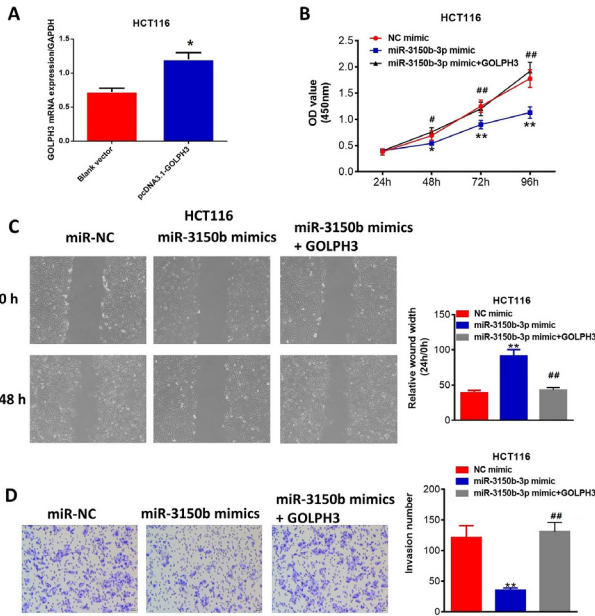 A
HCT116
GOLPH3 mRNA expression/GAPDH
1.5
1.0
0.5
0.0
*
Blank vector
pcDNA3.1-GOLPH3
B
HCT116
NC mimic
miR-3150b-3p mimic
miR-3150b-3p mimic+GOLPH3
OD value
(450nm)
2.5
2.0
1.5
1.0
0.5
0.0
#
##
##
*
**
**
24h
48h
72h
96h
C
HCT116
miR-NC
miR-3150b mimics
miR-3150b mimics
+ GOLPH3
0 h
48 h
HCT116
NC mimic
miR-3150b-3p mimic
miR-3150b-3p mimic+GOLPH3
Relative wound width
(24h/0h)
150
100
50
0
**
##
D
miR-NC
miR-3150b mimics
miR-3150b mimics
+ GOLPH3
HCT116
NC mimic
miR-3150b-3p mimic
miR-3150b-3p mimic+GOLPH3
Invasion number
200
150
100
50
0
**
##